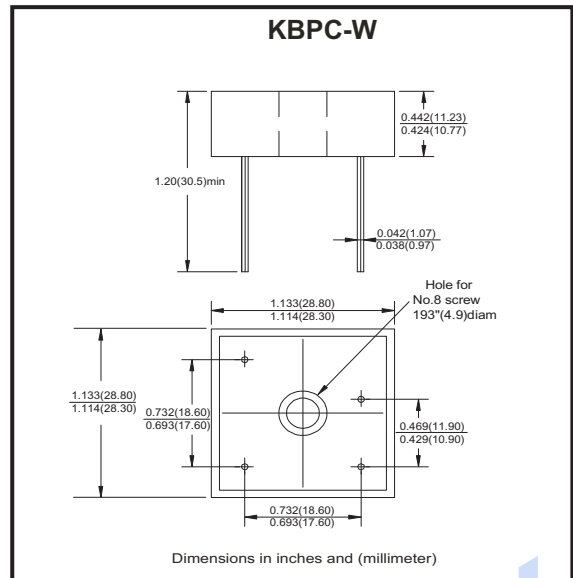 KBPC-W
0.442(11.23)
0.424(10.77)
1.20(30.5)min
0.042(1.07)
0.038(0.97)
Hole for
No.8 screw
193"(4.9)diam
1.133(28.80)
1.114(28.30)
1.133(28.80)
1.114(28.30)
0.732(18.60)
0.693(17.60)
0.469(11.90)
0.429(10.90)
0.732(18.60)
0.693(17.60)
Dimensions in inches and (millimeter)